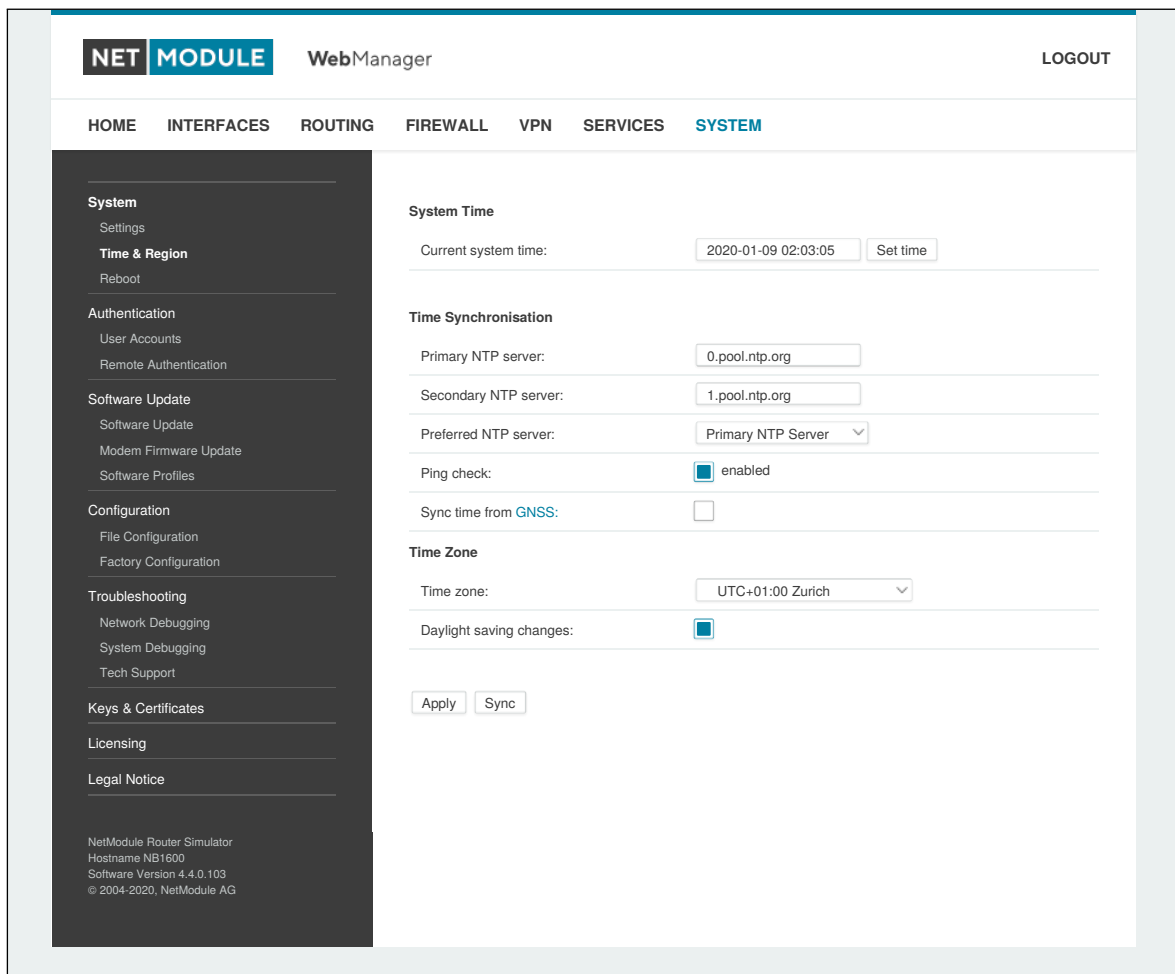 NET MODULE WebManager LOGOUT
HOME INTERFACES ROUTING FIREWALL VPN SERVICES SYSTEM
System
Settings
Time & Region
Reboot
Authentication
User Accounts
Remote Authentication
Software Update
Software Update
Modem Firmware Update
Software Profiles
Configuration
File Configuration
Factory Configuration
Troubleshooting
Network Debugging
System Debugging
Tech Support
Keys & Certificates
Licensing
Legal Notice
NetModule Router Simulator
Hostname NB1600
Software Version 4.4.0.103
© 2004-2020, NetModule AG
System Time
Current system time: 2020-01-09 02:03:05 Set time
Time Synchronisation
Primary NTP server: 0.pool.ntp.org
Secondary NTP server: 1.pool.ntp.org
Preferred NTP server: Primary NTP Server
Ping check: enabled
Sync time from GNSS:
Time Zone
Time zone: UTC+01:00 Zurich
Daylight saving changes:
Apply Sync